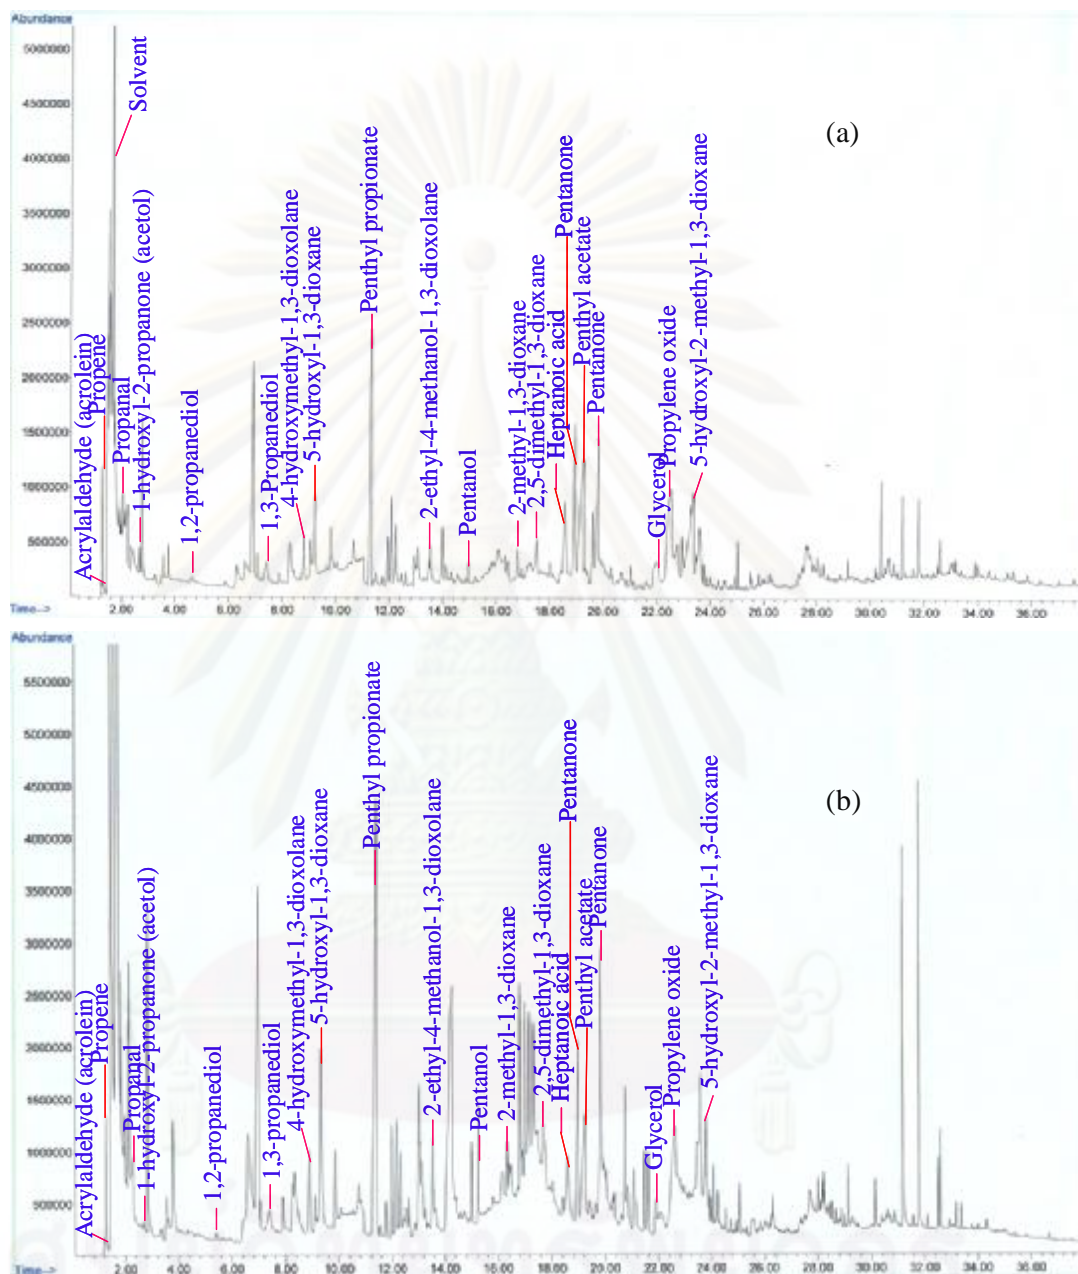 Abundance
5000000
4500000
4000000
3500000
3000000
2500000
2000000
1500000
1000000
500000
Time-->
2.00 4.00 6.00 8.00 10.00 12.00 14.00 16.00 18.00 20.00 22.00 24.00 26.00 28.00 30.00 32.00 34.00 36.00
(a)
Acrylaldehyde (acrolein)
Propene
Solvent
Propanal
1-hydroxyl-2-propanone (acetol)
1,2-propanediol
1,3-Propanediol
4-hydroxymethyl-1,3-dioxolane
5-hydroxyl-1,3-dioxane
Penthyl propionate
2-ethyl-4-methanol-1,3-dioxolane
Pentanol
2-methyl-1,3-dioxane
2,5-dimethyl-1,3-dioxane
Heptanoic acid
Pentanone
Penthyl acetate
Pentanone
Glycerol
Propylene oxide
5-hydroxyl-2-methyl-1,3-dioxane
Abundance
5500000
5000000
4500000
4000000
3500000
3000000
2500000
2000000
1500000
1000000
500000
Time-->
2.00 4.00 6.00 8.00 10.00 12.00 14.00 16.00 18.00 20.00 22.00 24.00 26.00 28.00 30.00 32.00 34.00 36.00
(b)
Acrylaldehyde (acrolein)
Propene
Propanal
1-hydroxyl-2-propanone (acetol)
1,2-propanediol
1,3-propanediol
4-hydroxymethyl-1,3-dioxolane
5-hydroxyl-1,3-dioxane
Penthyl propionate
2-ethyl-4-methanol-1,3-dioxolane
Pentanol
2-methyl-1,3-dioxane
2,5-dimethyl-1,3-dioxane
Heptanoic acid
Pentanone
Penthyl acetate
Pentanone
Glycerol
Propylene oxide
5-hydroxyl-2-methyl-1,3-dioxane